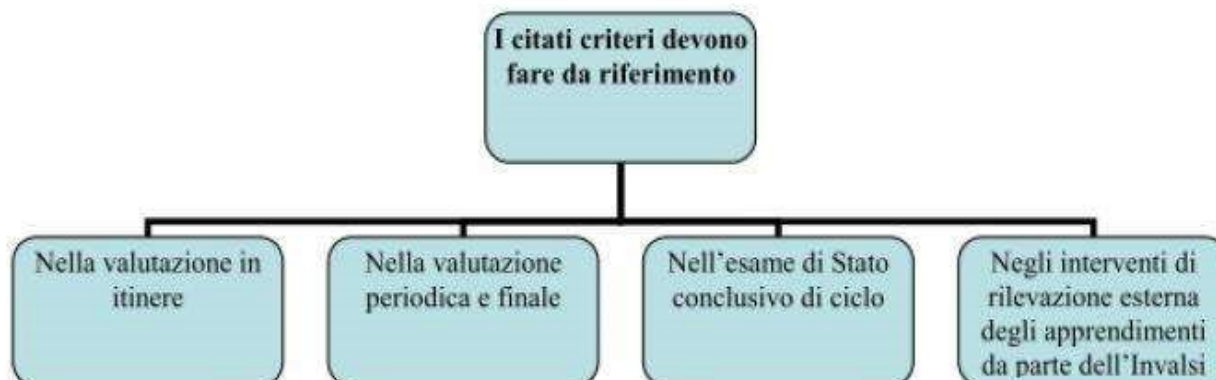 I citati criteri devono
fare da riferimento
Nella valutazione in
itinere
Nella valutazione
periodica e finale
Nell’esame di Stato
conclusivo di ciclo
Negli interventi di
rilevazione esterna
degli apprendimenti
da parte dell’Invalsi